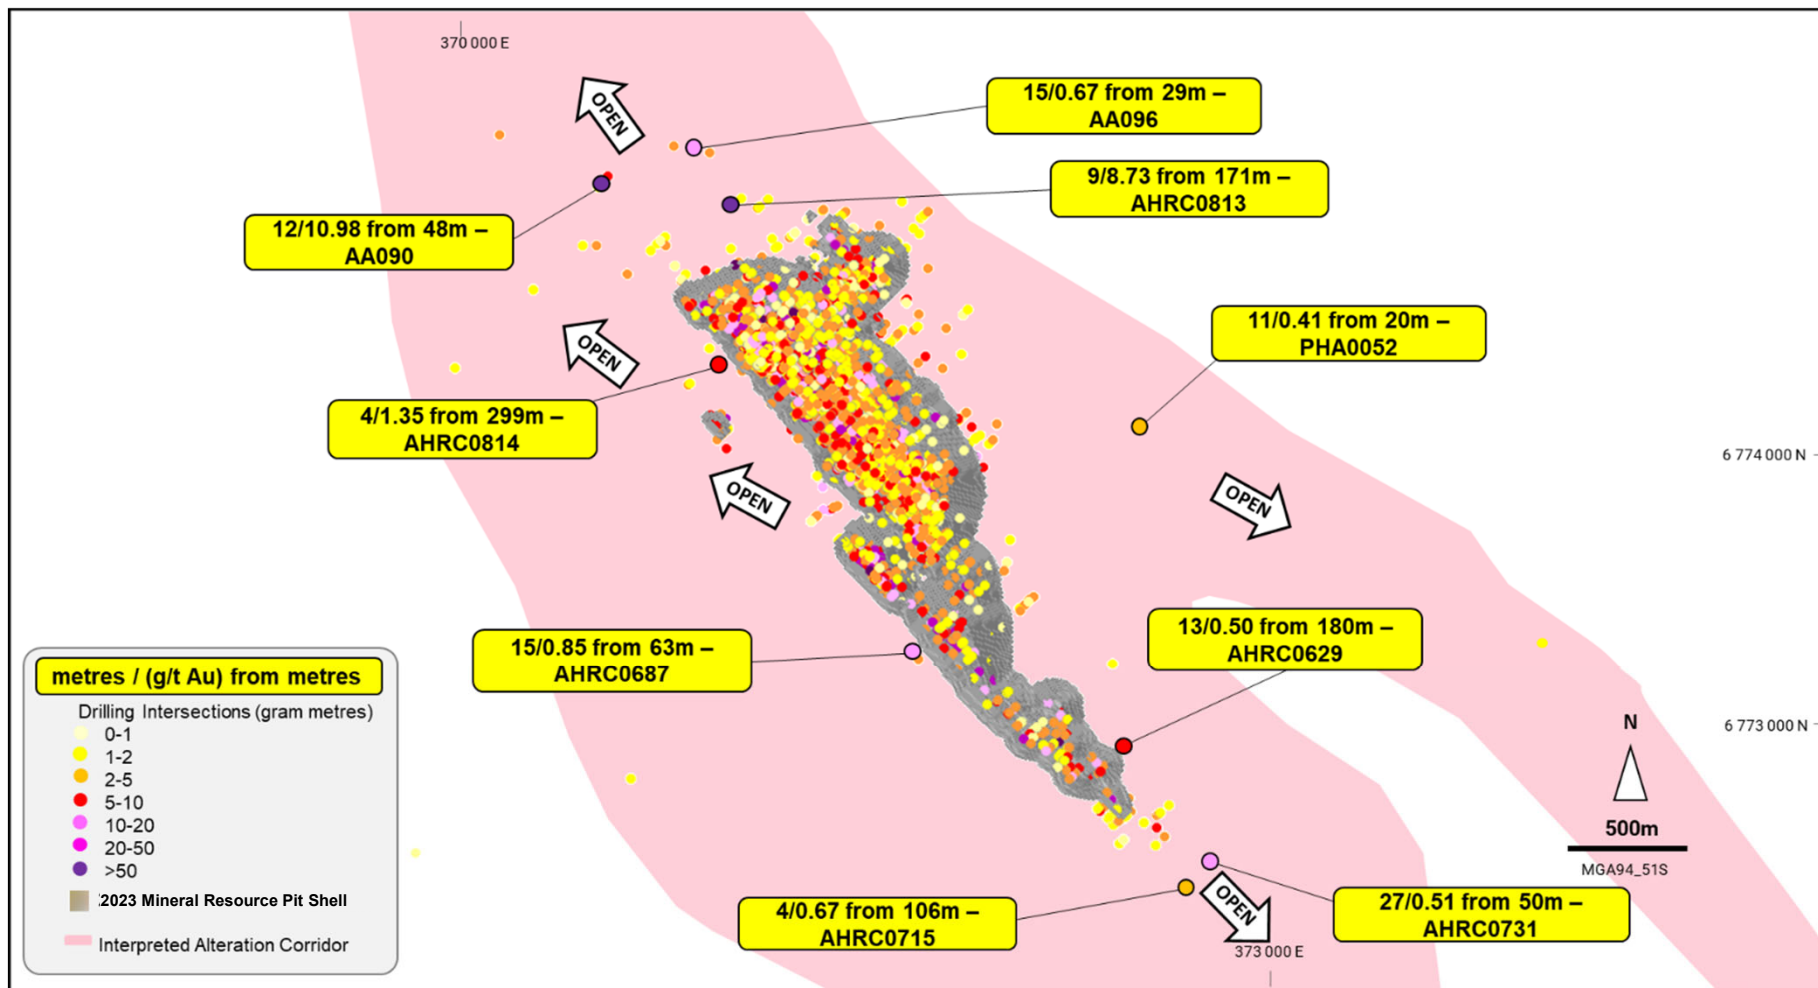 370 000 E
OPEN
15/0.67 from 29m –
AA096
9/8.73 from 171m –
AHRC0813
12/10.98 from 48m –
AA090
11/0.41 from 20m –
PHA0052
OPEN
4/1.35 from 299m –
AHRC0814
6 774 000 N
OPEN
OPEN
13/0.50 from 180m –
AHRC0629
15/0.85 from 63m –
AHRC0687
metres / (g/t Au) from metres
Drilling Intersections (gram metres)
0-1
1-2
2-5
5-10
10-20
20-50
>50
2023 Mineral Resource Pit Shell
Interpreted Alteration Corridor
6 773 000 N
N
500m
MGA94_51S
OPEN
4/0.67 from 106m –
AHRC0715
27/0.51 from 50m –
AHRC0731
373 000 E